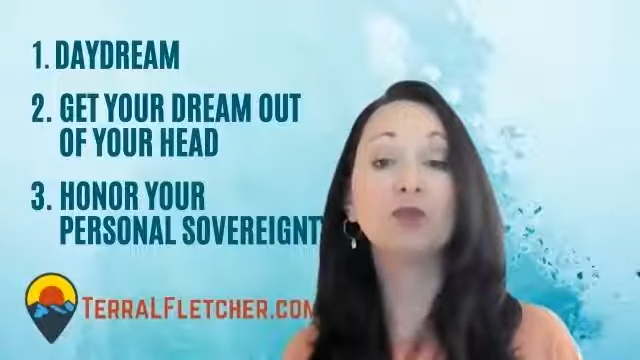 1. DAYDREAM
2. GET YOUR DREAM OUT
OF YOUR HEAD
3. HONOR YOUR
PERSONAL SOVEREIGNT
TERRALFLETCHER.COM